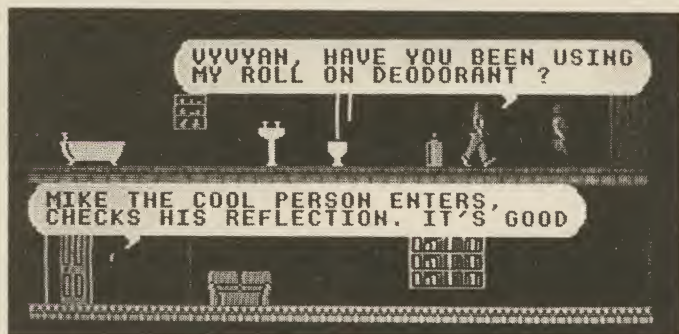 VYVYAN, HAVE YOU BEEN USING
MY ROLL ON DEODORANT ?
MIKE THE COOL PERSON ENTERS,
CHECKS HIS REFLECTION. IT'S GOOD